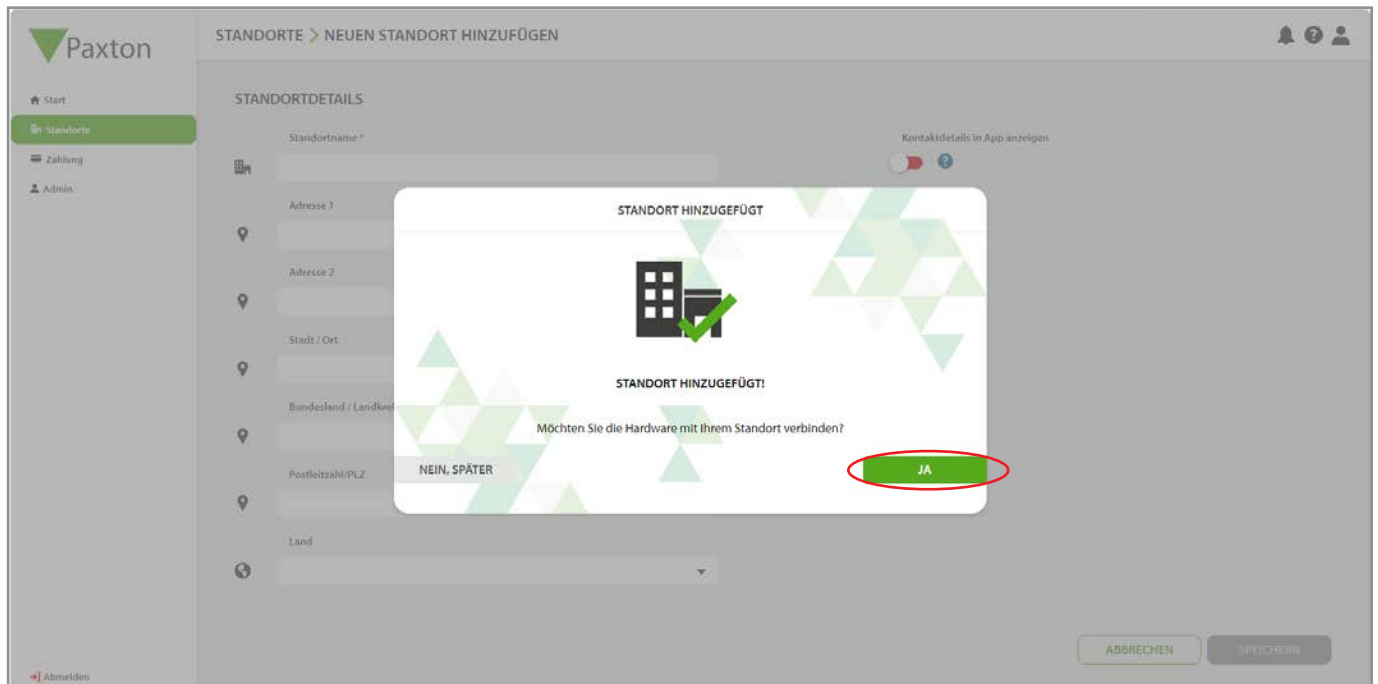 Paxton
STANDORTE > NEUEN STANDORT HINZUFÜGEN
Start
Standorte
Zahlung
Admin
Abmelden
STANDORTDETAILS
Standortname *
Kontaktdetails in App anzeigen
Adresse 1
Adresse 2
Stadt / Ort
Bundesland / Landkrei
Postleitzahl/PLZ
Land
STANDORT HINZUGEFÜGT
STANDORT HINZUGEFÜGT!
Möchten Sie die Hardware mit Ihrem Standort verbinden?
NEIN, SPÄTER
JA
ABBRECHEN
SPEICHERN